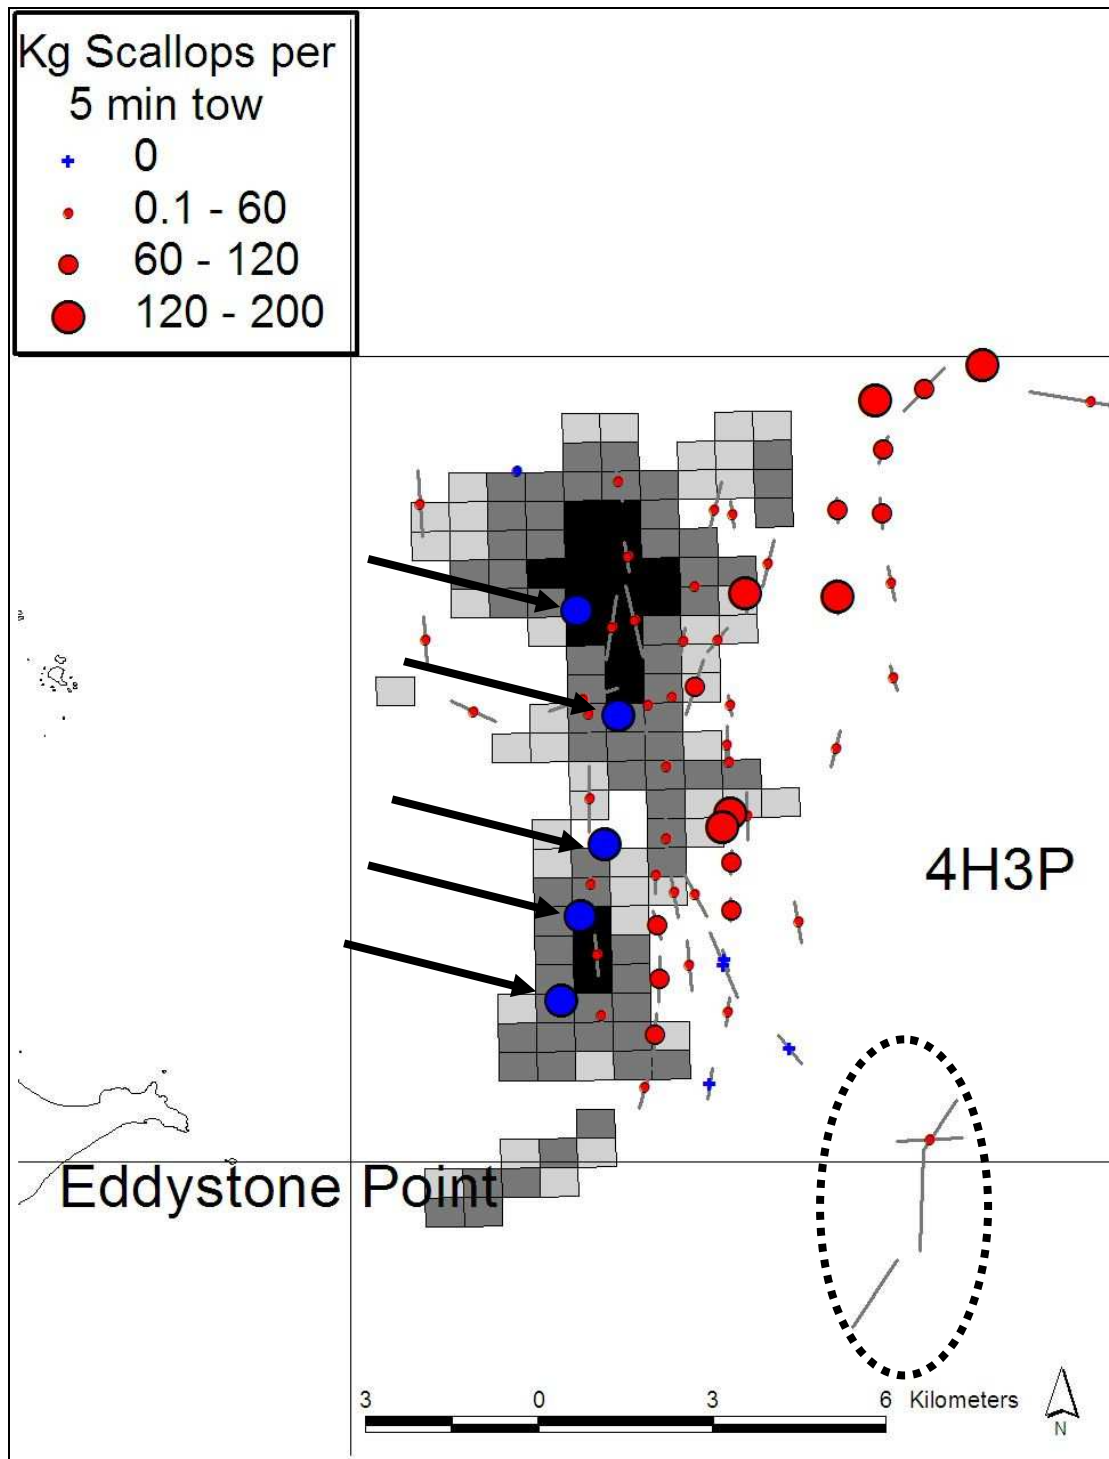 Kg Scallops per
5 min tow
0
0.1 - 60
60 - 120
120 - 200
4H3P
Eddystone Point
3 0 3 6 Kilometers
N